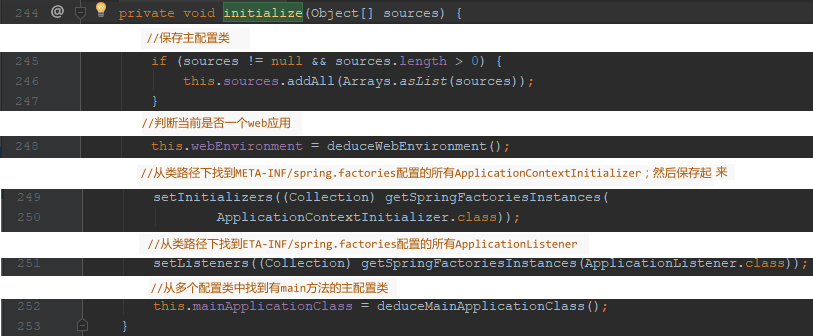 244 @ private void initialize(Object[] sources) {
//保存主配置类
245 if (sources != null && sources.length > 0) {
246 this.sources.addAll(Arrays.asList(sources));
247 }
//判断当前是否一个web应用
248 this.webEnvironment = deduceWebEnvironment();
//从类路径下找到META-INF/spring.factories配置的所有ApplicationContextInitializer；然后保存起 来
249 setInitializers((Collection) getSpringFactoriesInstances(
250 ApplicationContextInitializer.class));
//从类路径下找到ETA-INF/spring.factories配置的所有ApplicationListener
251 setListeners((Collection) getSpringFactoriesInstances(ApplicationListener.class));
//从多个配置类中找到有main方法的主配置类
252 this.mainApplicationClass = deduceMainApplicationClass();
253 }